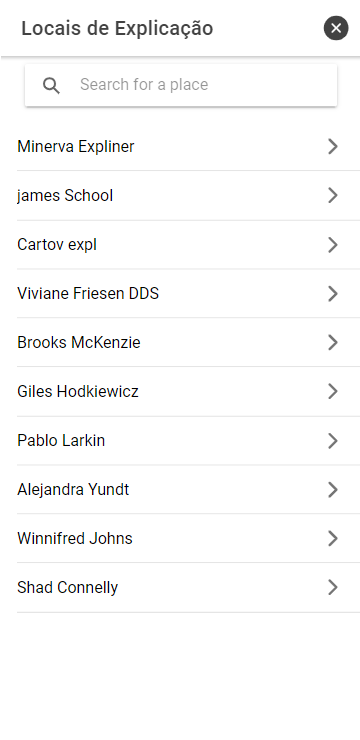 Locais de Explicação
Search for a place
Minerva Expliner
james School
Cartov expl
Viviane Friesen DDS
Brooks McKenzie
Giles Hodkiewicz
Pablo Larkin
Alejandra Yundt
Winnifred Johns
Shad Connelly